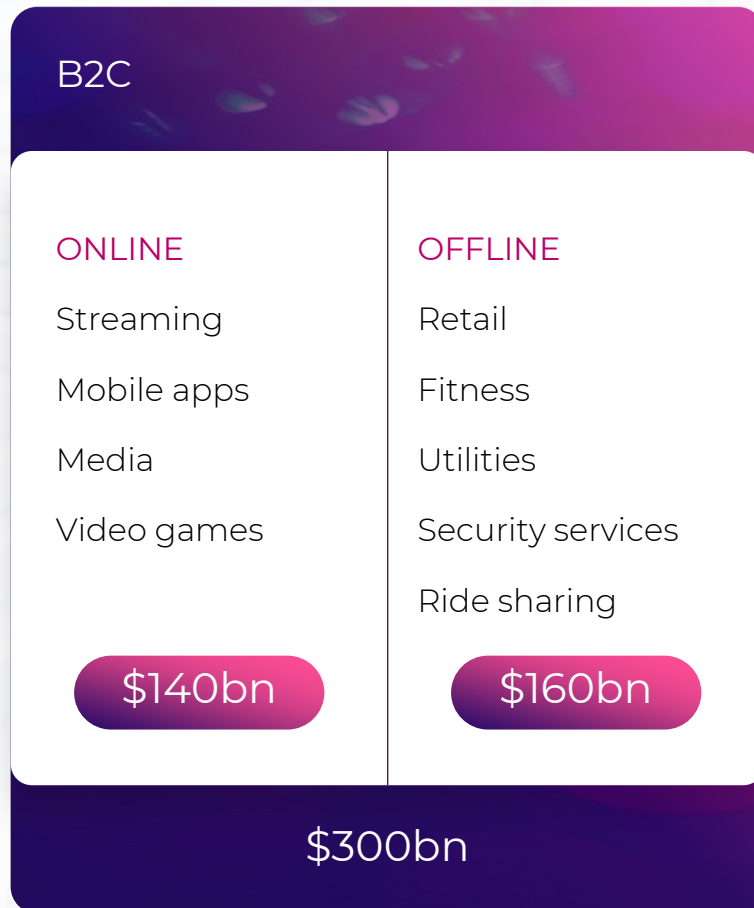 B2C
ONLINE
Streaming
Mobile apps
Media
Video games
$140bn
OFFLINE
Retail
Fitness
Utilities
Security services
Ride sharing
$160bn
$300bn